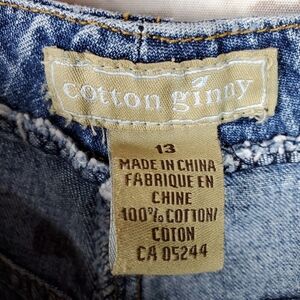 cotton ginny
13
MADE IN CHINA
FABRIQUE EN
CHINE
100% COTTON/
COTON
CA 05244